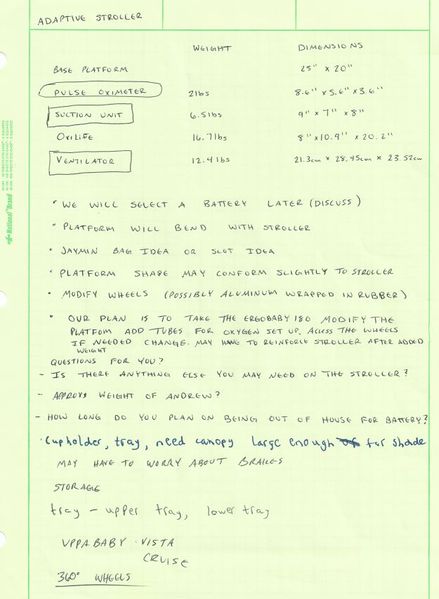 ADAPTIVE STROLLER
WEIGHT DIMENSIONS
BASE PLATFORM 25" x 20"
PULSE OXIMETER 2lbs 8.6" x 5.6" x 3.6"
SUCTION UNIT 6.5lbs 9" x 7" x 8"
OXILIFE 16.7lbs 8" x 10.9" x 20.2"
VENTILATOR 12.4lbs 21.3cm x 28.45cm x 23.52cm
• WE WILL SELECT A BATTERY LATER (DISCUSS)
• PLATFORM WILL BEND WITH STROLLER
• JAYMIN BAG IDEA OR SLOT IDEA
• PLATFORM SHAPE MAY CONFORM SLIGHTLY TO STROLLER
• MODIFY WHEELS (POSSIBLY ALUMINUM WRAPPED IN RUBBER)
• OUR PLAN IS TO TAKE THE ERGOBABY 180 MODIFY THE
PLATFOM ADD TUBES FOR OXYGEN SET UP, ACCESS THE WHEELS
IF NEEDED CHANGE. MAY HAVE TO REINFORCE STROLLER AFTER ADDED
WEIGHT
QUESTIONS FOR YOU?
- IS THERE ANYTHING ELSE YOU MAY NEED ON THE STROLLER?
- APPROX WEIGHT OF ANDREW?
- HOW LONG DO YOU PLAN ON BEING OUT OF HOUSE FOR BATTERY?
• Cupholder, tray, need canopy large enough for shade
MAY HAVE TO WORRY ABOUT BRAKES
STORAGE
tray - upper tray, lower tray
UPPABABY VISTA
CRUISE
360° WHEELS
National Brand